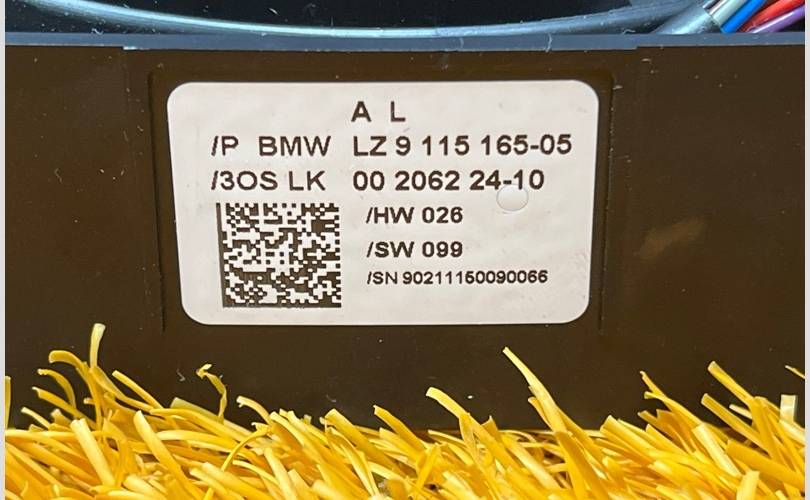 A L
/P BMW LZ 9 115 165-05
/3OS LK 00 2062 24-10
/HW 026
/SW 099
/SN 90211150090066